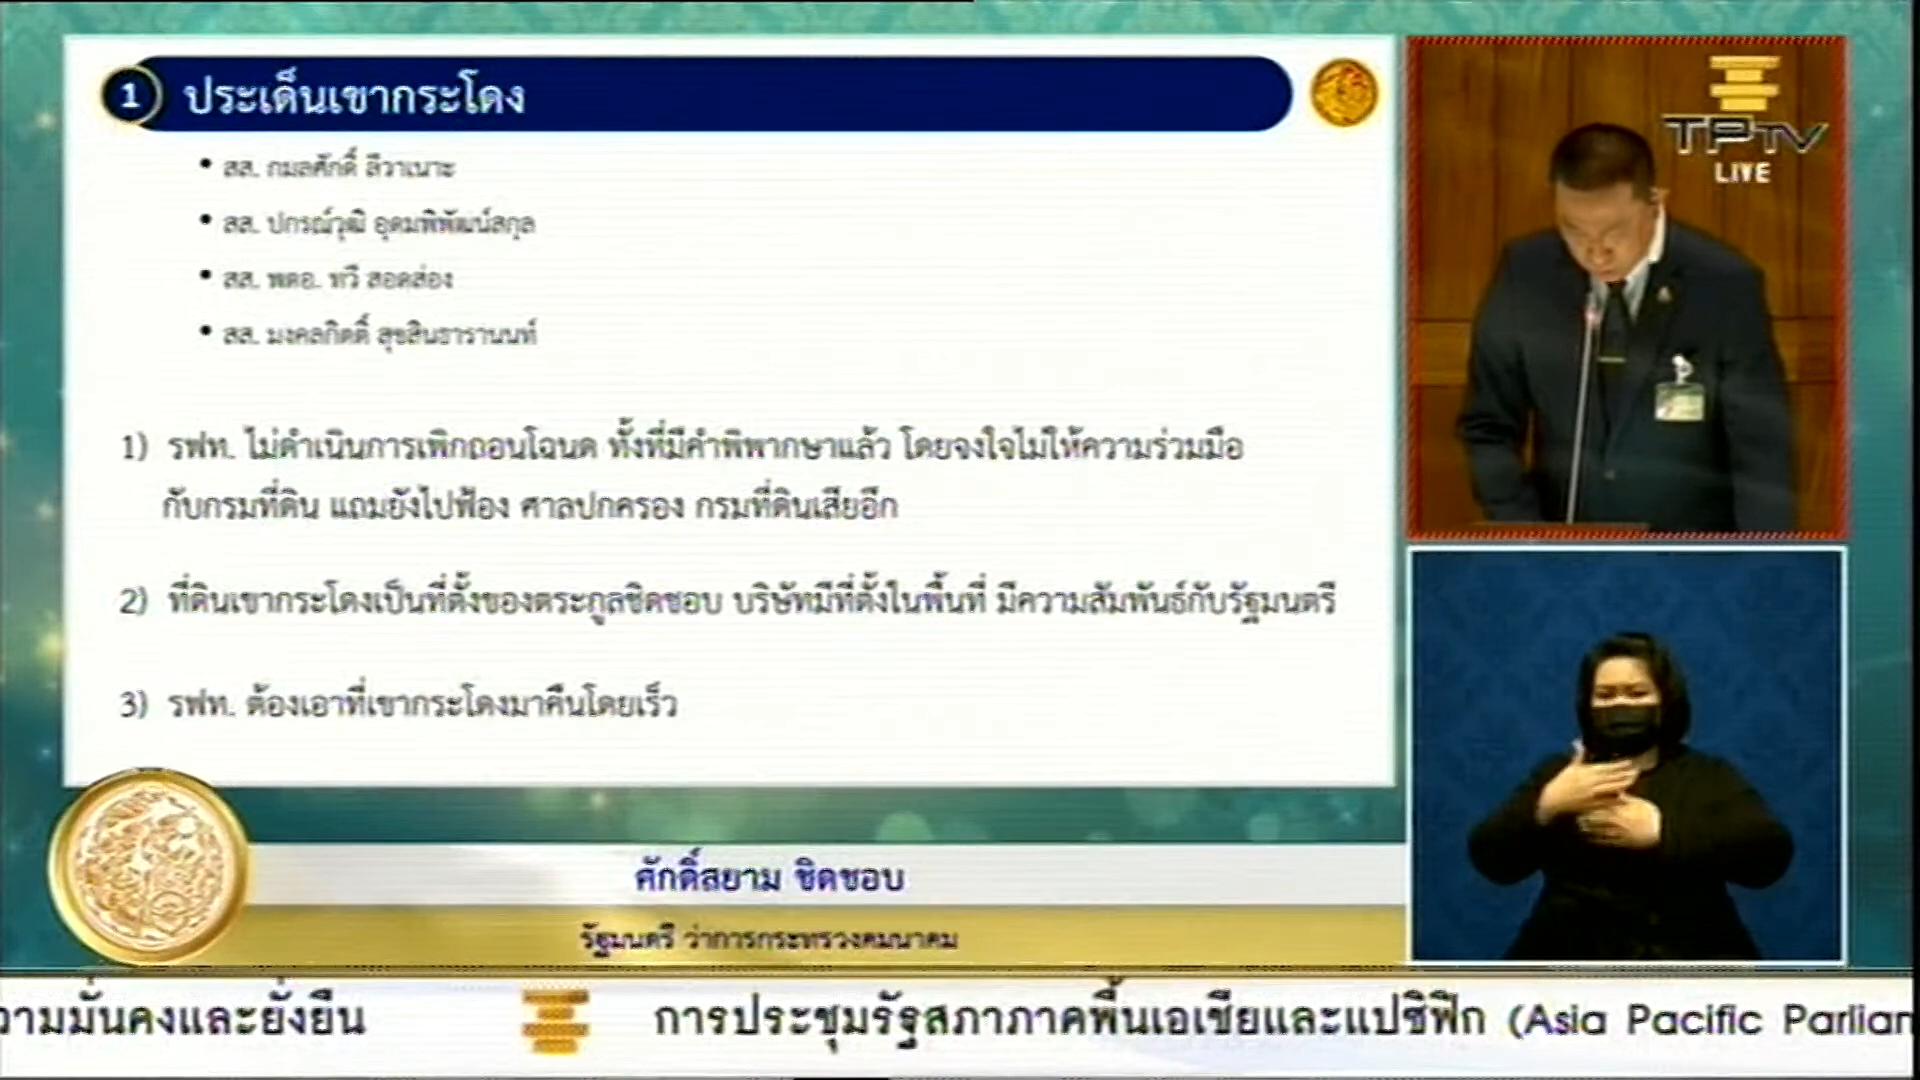 1 ประเด็นเขากระโดง
• สส. กมลศักดิ์ ลีวาเมาะ
• สส. ปกรณ์วุฒิ อุดมพิพัฒน์สกุล
• สส. พตอ. ทวี สอดส่อง
• สส. มงคลกิตติ์ สุขสินธารานนท์
1) รฟท. ไม่ดำเนินการเพิกถอนโฉนด ทั้งที่มีคำพิพากษาแล้ว โดยจงใจไม่ให้ความร่วมมือ
กับกรมที่ดิน แถมยังไปฟ้อง ศาลปกครอง กรมที่ดินเสียอีก
2) ที่ดินเขากระโดงเป็นที่ตั้งของตระกูลชิดชอบ บริษัทมีที่ตั้งในพื้นที่ มีความสัมพันธ์กับรัฐมนตรี
3) รฟท. ต้องเอาที่เขากระโดงมาคืนโดยเร็ว
TPTV
LIVE
ศักดิ์สยาม ชิดชอบ
รัฐมนตรี ว่าการกระทรวงคมนาคม
วามมั่นคงและยั่งยืน การประชุมรัฐสภาภาคพื้นเอเชียและแปซิฟิก (Asia Pacific Parliam